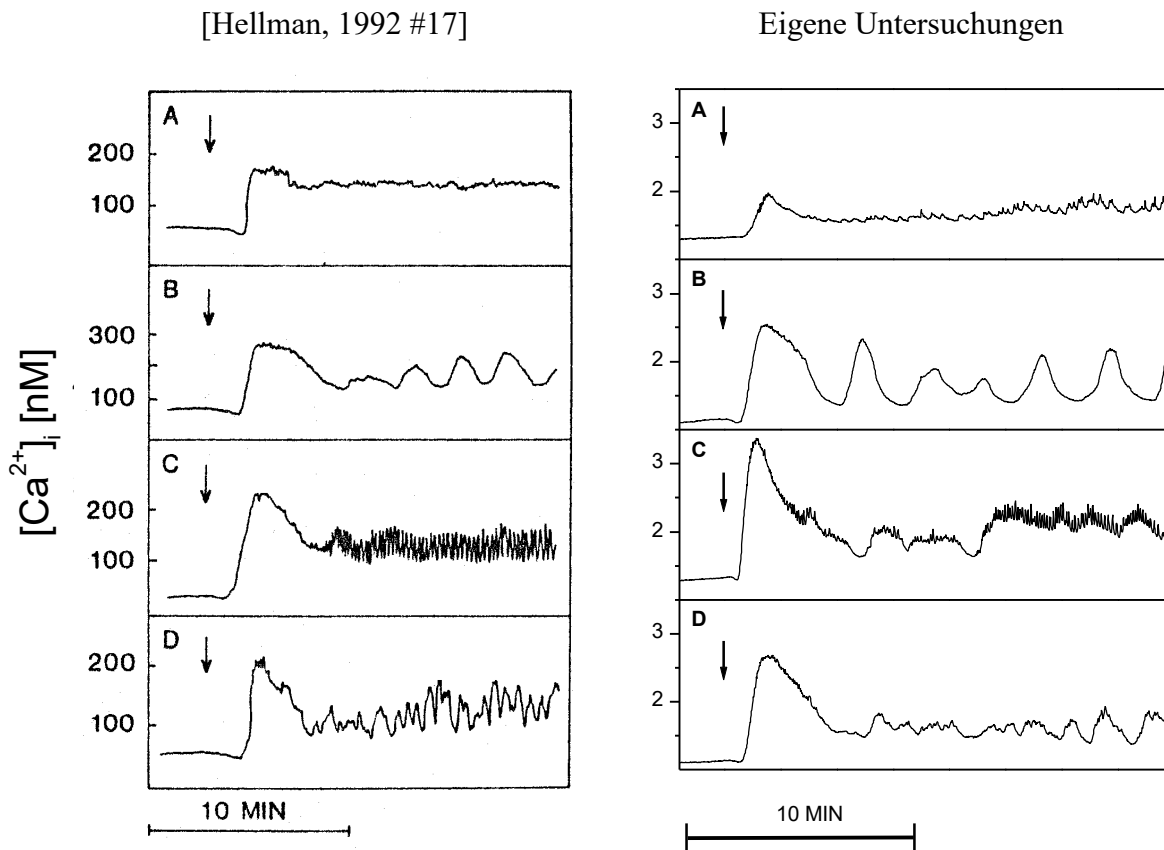 [Hellman, 1992 #17]
Eigene Untersuchungen
[Ca²⁺]ᵢ [nM]
A
200
100
B
300
100
C
200
100
D
200
100
10 MIN
A
3
2
B
3
2
C
3
2
D
3
2
10 MIN